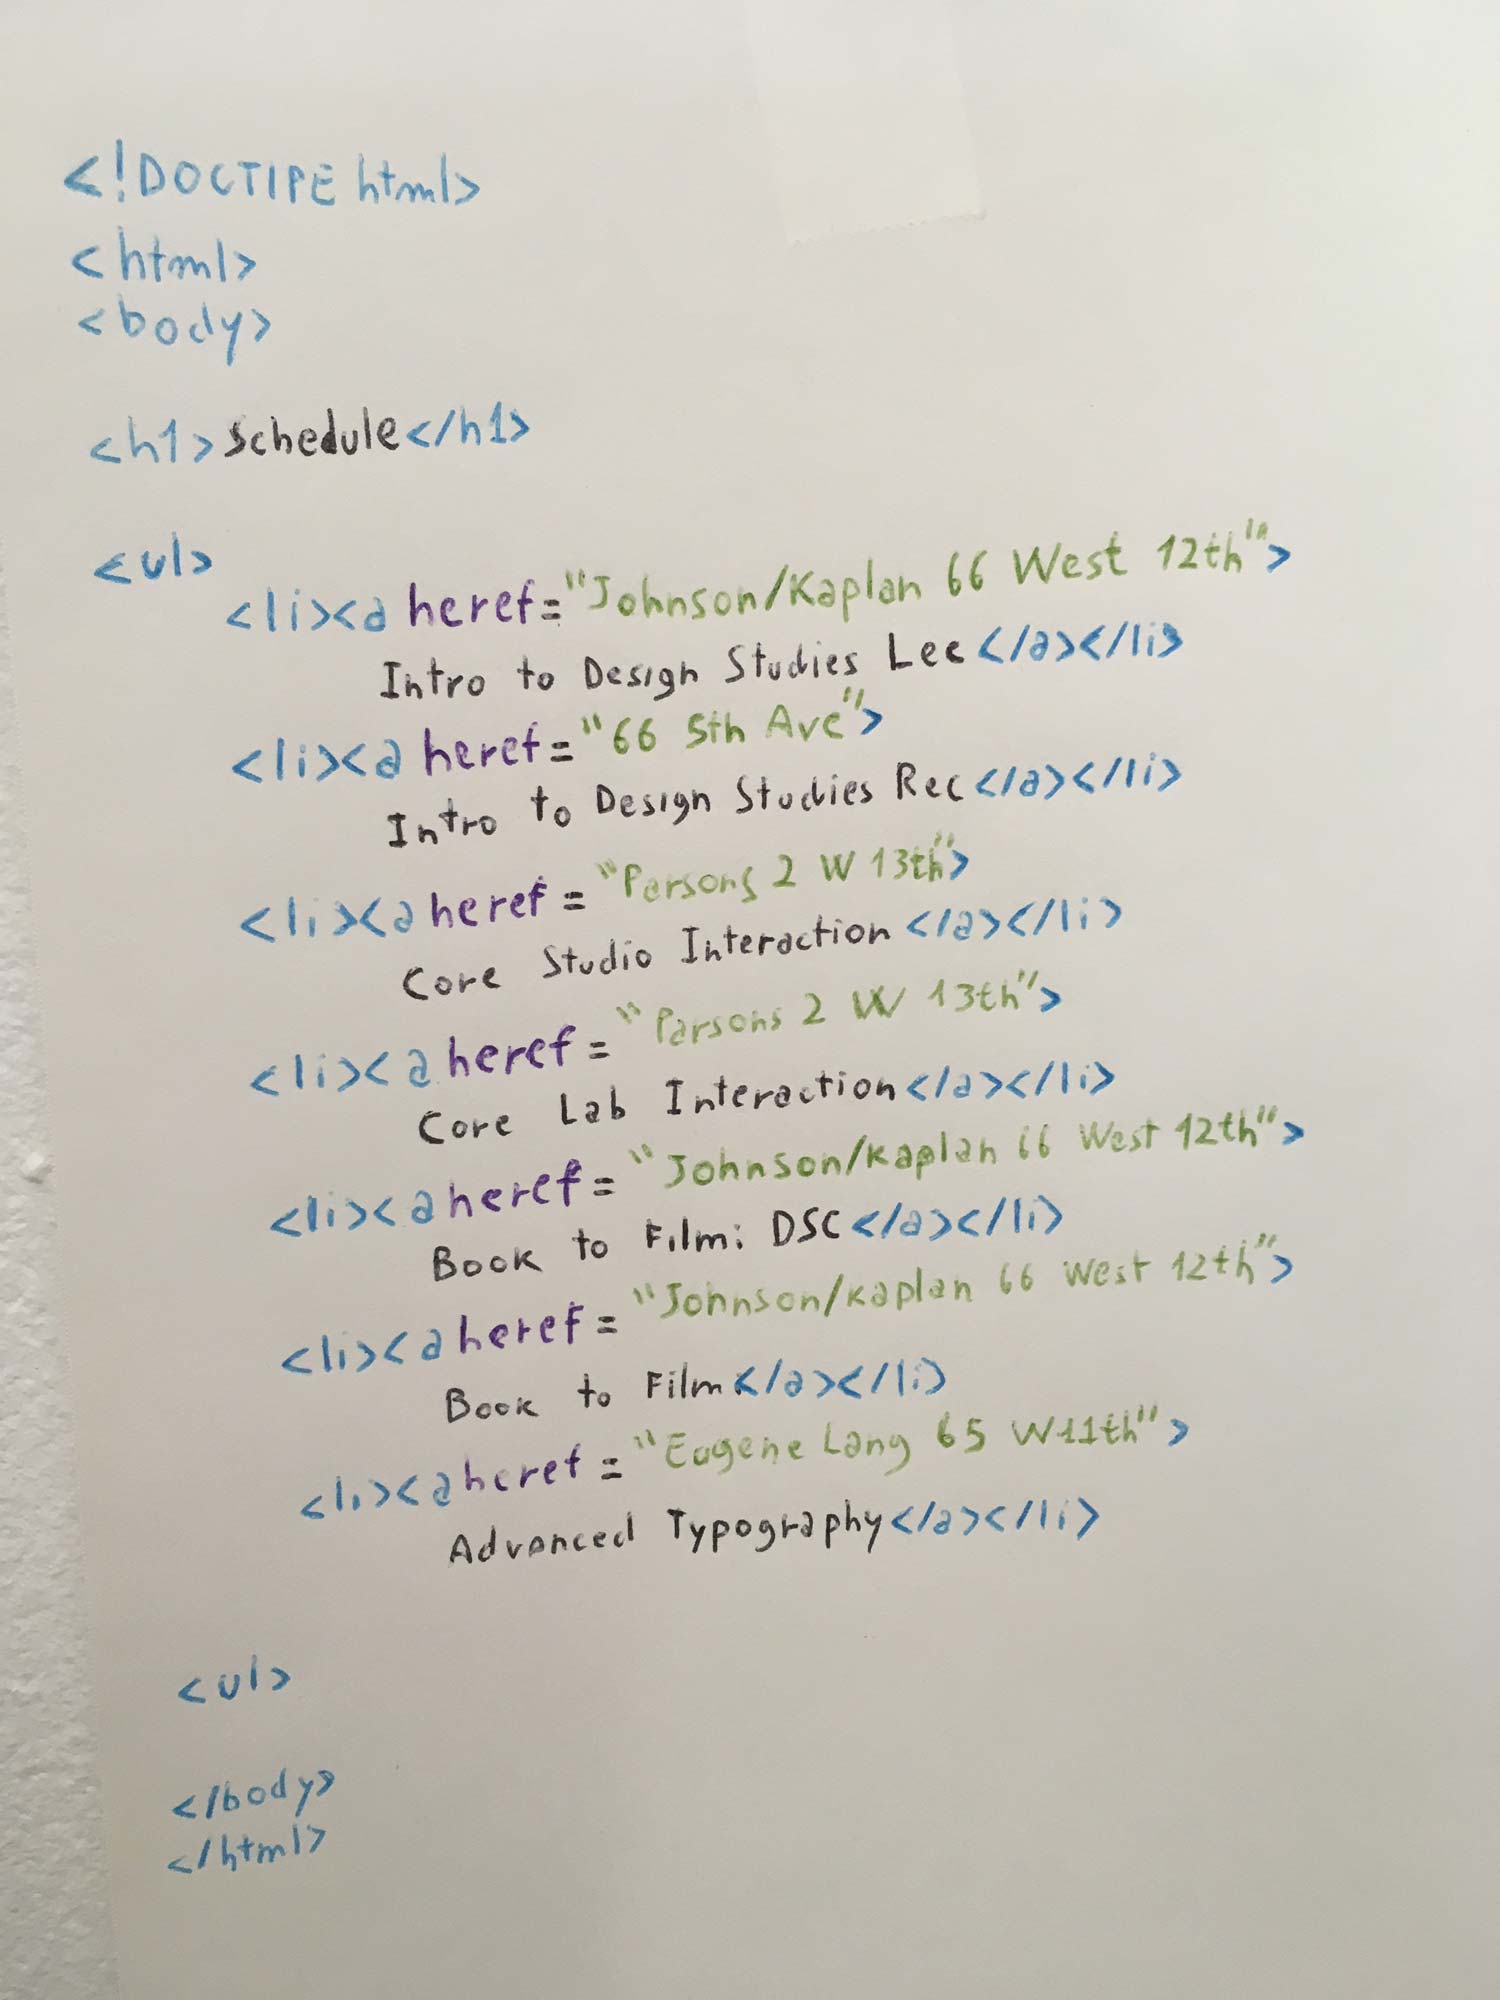 <!DOCTIPE html>
<html>
<body>
<h1>Schedule</h1>
<ul>
<li><a heref="Johnson/Kaplan 66 West 12th">
Intro to Design Studies Lec</a></li>
<li><a heref="66 5th Ave">
Intro to Design Studies Rec</a></li>
<li><a heref="Parsons 2 W 13th">
Core Studio Interaction</a></li>
<li><a heref="Parsons 2 W 13th">
Core Lab Interaction</a></li>
<li><a heref="Johnson/Kaplan 66 West 12th">
Book to Film: DSC</a></li>
<li><a heref="Johnson/Kaplan 66 West 12th">
Book to Film</a></li>
<li><a heref="Eugene Lang 65 W11th">
Advanced Typography</a></li>
<ul>
</body>
</html>